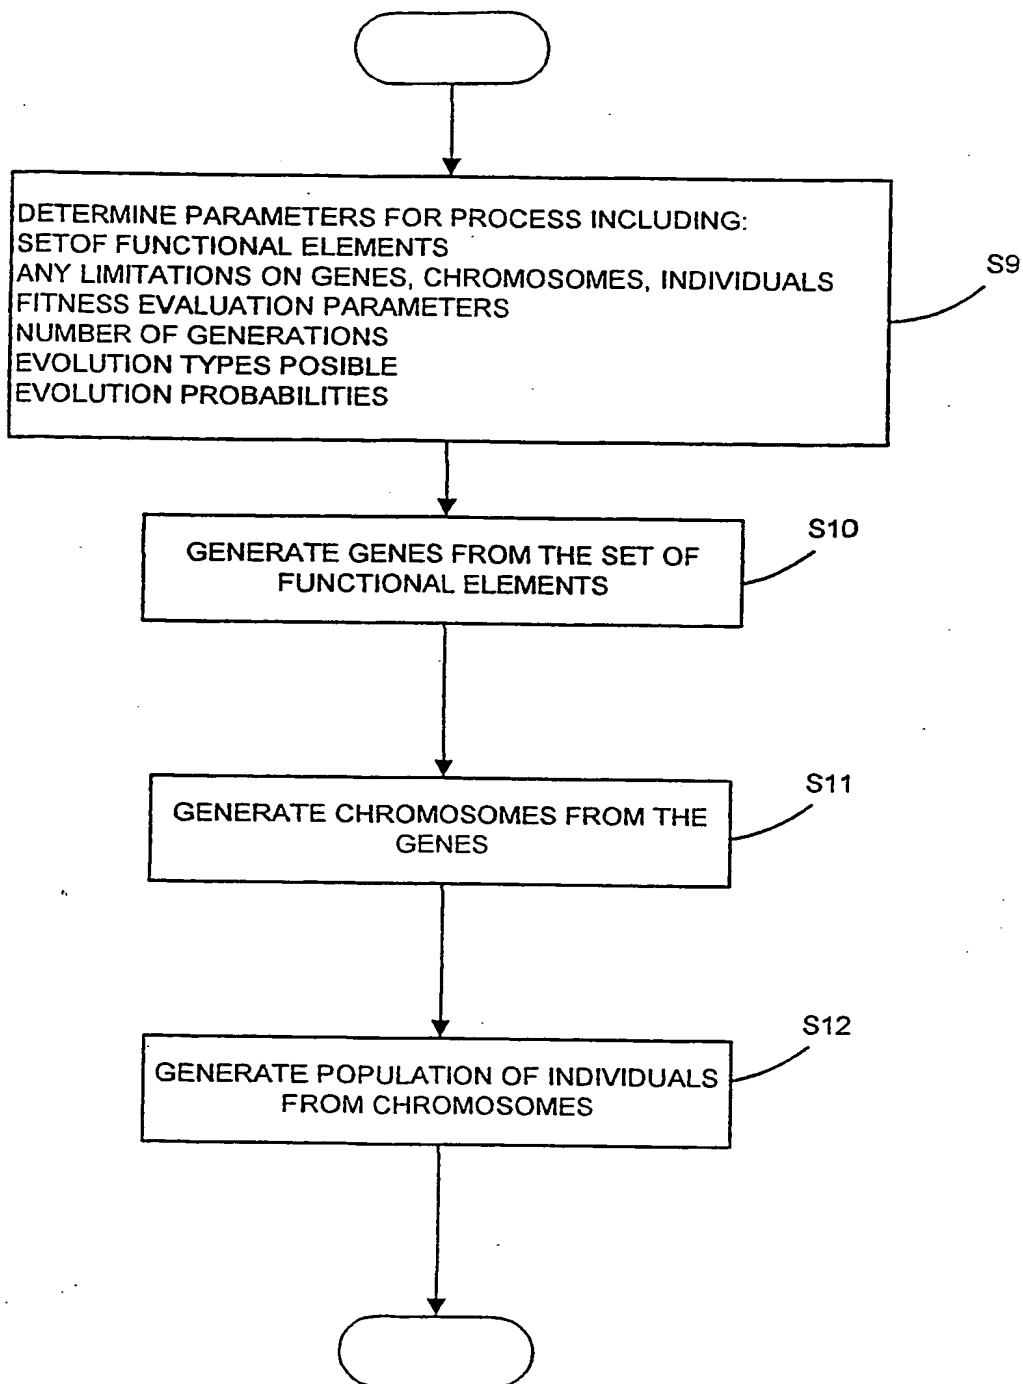 DETERMINE PARAMETERS FOR PROCESS INCLUDING:
SETOF FUNCTIONAL ELEMENTS
ANY LIMITATIONS ON GENES, CHROMOSOMES, INDIVIDUALS
FITNESS EVALUATION PARAMETERS
NUMBER OF GENERATIONS
EVOLUTION TYPES POSIBLE
EVOLUTION PROBABILITIES
S9
GENERATE GENES FROM THE SET OF
FUNCTIONAL ELEMENTS
S10
GENERATE CHROMOSOMES FROM THE
GENES
S11
GENERATE POPULATION OF INDIVIDUALS
FROM CHROMOSOMES
S12